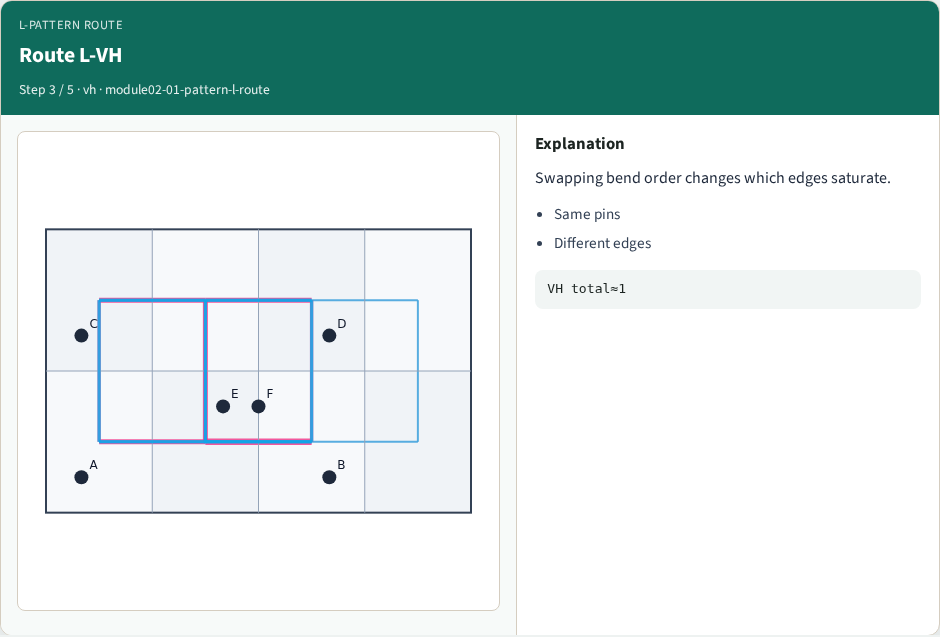 L-PATTERN ROUTE
Route L-VH
Step 3 / 5 · vh · module02-01-pattern-l-route
C
D
E
F
A
B
Explanation
Swapping bend order changes which edges saturate.
• Same pins
• Different edges
VH total≈1